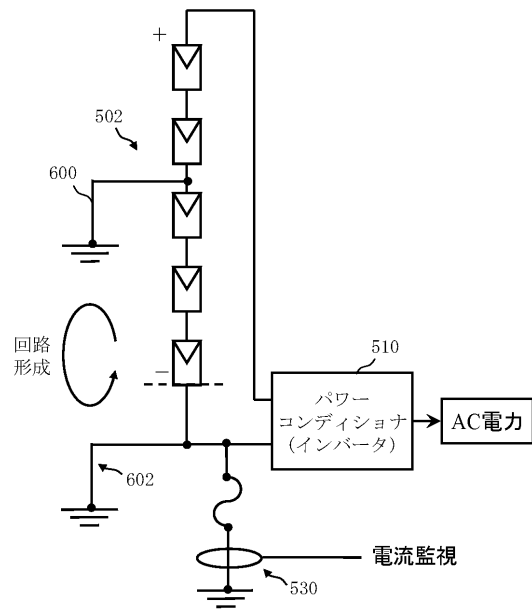 +
502
600
回路
形成
−
510
パワー
コンディショナ
(インバータ)
AC電力
602
電流監視
530